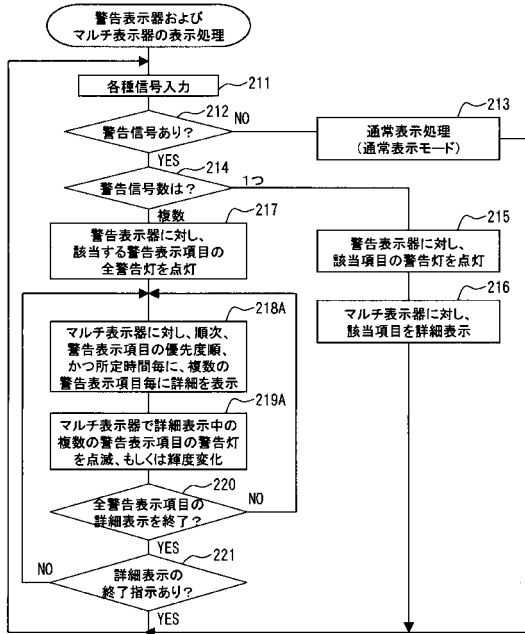 警告表示器および
マルチ表示器の表示処理
各種信号入力
211
212
警告信号あり?
NO
YES
213
通常表示処理
(通常表示モード)
214
警告信号数は?
1つ
複数
217
警告表示器に対し、
該当する警告表示項目の
全警告灯を点灯
215
警告表示器に対し、
該当項目の警告灯を点灯
216
マルチ表示器に対し、
該当項目を詳細表示
218A
マルチ表示器に対し、順次、
警告表示項目の優先度順、
かつ所定時間毎に、複数の
警告表示項目毎に詳細を表示
219A
マルチ表示器で詳細表示中の
複数の警告表示項目の警告灯
を点滅、もしくは輝度変化
220
全警告表示項目の
詳細表示を終了?
NO
YES
221
NO
詳細表示の
終了指示あり?
YES